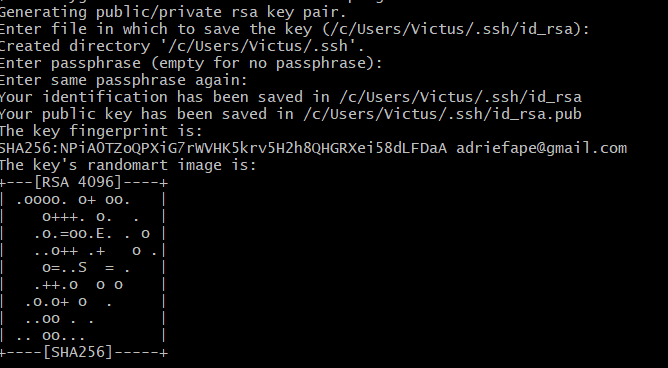 Generating public/private rsa key pair.
Enter file in which to save the key (/c/Users/Victus/.ssh/id_rsa):
Created directory '/c/Users/Victus/.ssh'.
Enter passphrase (empty for no passphrase):
Enter same passphrase again:
Your identification has been saved in /c/Users/Victus/.ssh/id_rsa
Your public key has been saved in /c/Users/Victus/.ssh/id_rsa.pub
The key fingerprint is:
SHA256:NPiA0TZoQPXiG7rWVHK5krv5H2h8QHGRXei58dLFDaA adriefape@gmail.com
The key's randomart image is:
+---[RSA 4096]----+
| .oooo. o+ oo.   |
|    o+++. o.  .  |
|   .o.=oo.E. . o |
|   ..o++ .+   o .|
|    o=..S  = .   |
|   .++.o  o o    |
|  .o.o+ o  .     |
|  ..oo . .       |
| .. oo...        |
+----[SHA256]-----+